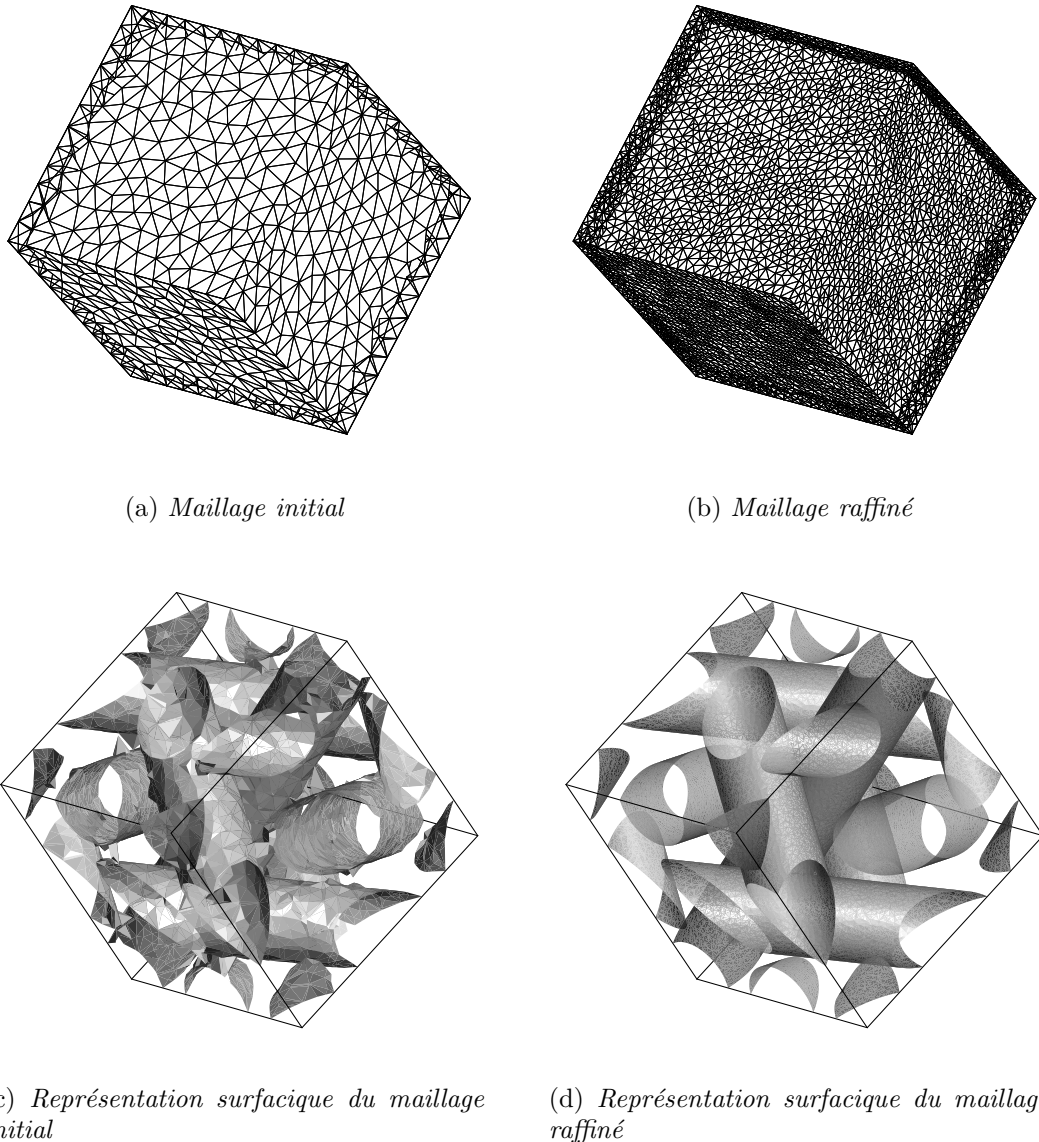 (a) Maillage initial
(b) Maillage raffiné
c) Représentation surfacique du maillage
nitial
(d) Représentation surfacique du maillag
raffiné